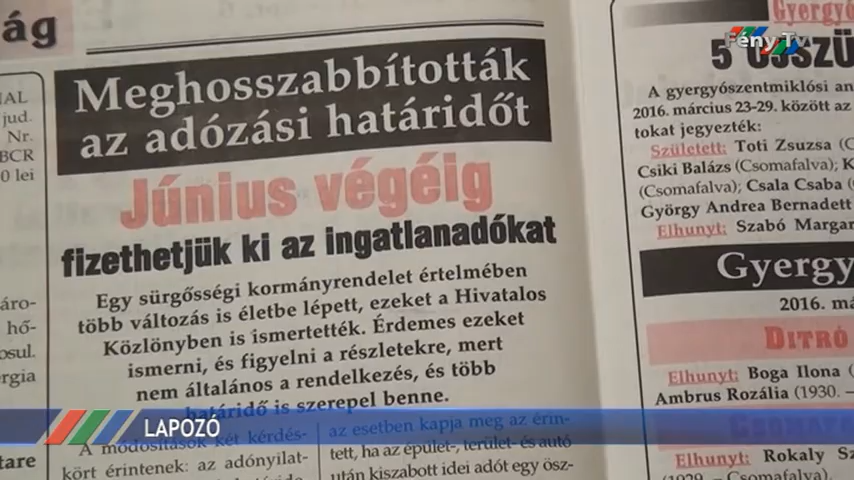 ág
IAL
jud.
Nr.
BCR
0 lei
áro-
hő-
osul.
ergia
tare
Meghosszabbították
az adózási határidőt
Június végéig
fizethetjük ki az ingatlanadókat
Egy sürgősségi kormányrendelet értelmében
több változás is életbe lépett, ezeket a Hivatalos
Közlönyben is ismertették. Érdemes ezeket
ismerni, és figyelni a részletekre, mert
nem általános a rendelkezés, és több
határidő is szerepel benne.
A módosítások két kérdés-
kört érintenek: az adónyilat-
az esetben kapja meg az érin-
tett, ha az épület-, terület- és autó
után kiszabott idei adót egy ösz-
Gyergyó
Fény Tv
5
A gyergyószentmiklósi an
2016. március 23-29. között az
tokat jegyezték:
Született: Toti Zsuzsa (C
Csiki Balázs (Csomafalva); K
(Csomafalva); Csala Csaba (
György Andrea Bernadett
Elhunyt: Szabó Margar
Gyergy
2016. má
DITRÓ
Elhunyt: Boga Ilona (
Ambrus Rozália (1930. –
Elhunyt: Rokaly Sz
Csomafalva).
LAPOZÓ